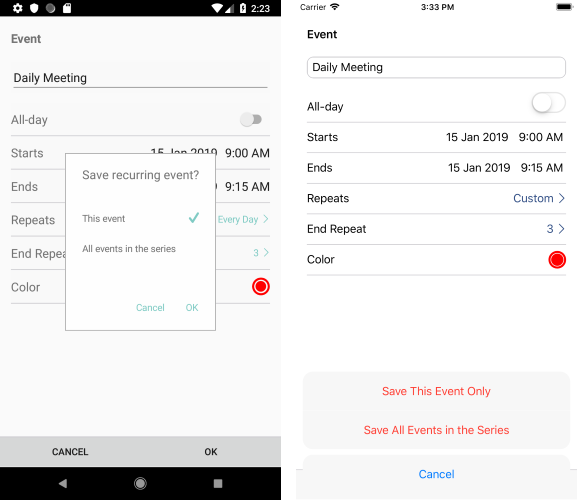 2:23
Event
Daily Meeting
All-day
Starts 15 Jan 2019 9:00 AM
Ends 9:15 AM
Repeats Every Day
End Repea 3
Color
Save recurring event?
This event
All events in the series
Cancel OK
CANCEL OK
Carrier 3:33 PM
Event
Daily Meeting
All-day
Starts 15 Jan 2019 9:00 AM
Ends 15 Jan 2019 9:15 AM
Repeats Custom
End Repeat 3
Color
Save This Event Only
Save All Events in the Series
Cancel